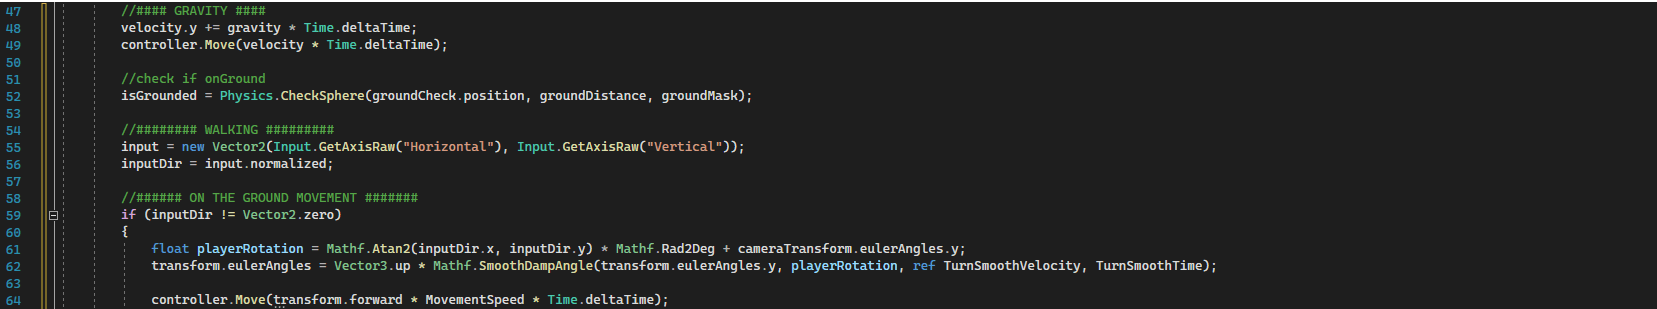 47 //#### GRAVITY ####
48 velocity.y += gravity * Time.deltaTime;
49 controller.Move(velocity * Time.deltaTime);
50
51 //check if onGround
52 isGrounded = Physics.CheckSphere(groundCheck.position, groundDistance, groundMask);
53
54 //######## WALKING #########
55 input = new Vector2(Input.GetAxisRaw("Horizontal"), Input.GetAxisRaw("Vertical"));
56 inputDir = input.normalized;
57
58 //###### ON THE GROUND MOVEMENT #######
59 if (inputDir != Vector2.zero)
60 {
61 float playerRotation = Mathf.Atan2(inputDir.x, inputDir.y) * Mathf.Rad2Deg + cameraTransform.eulerAngles.y;
62 transform.eulerAngles = Vector3.up * Mathf.SmoothDampAngle(transform.eulerAngles.y, playerRotation, ref TurnSmoothVelocity, TurnSmoothTime);
63
64 controller.Move(transform.forward * MovementSpeed * Time.deltaTime);